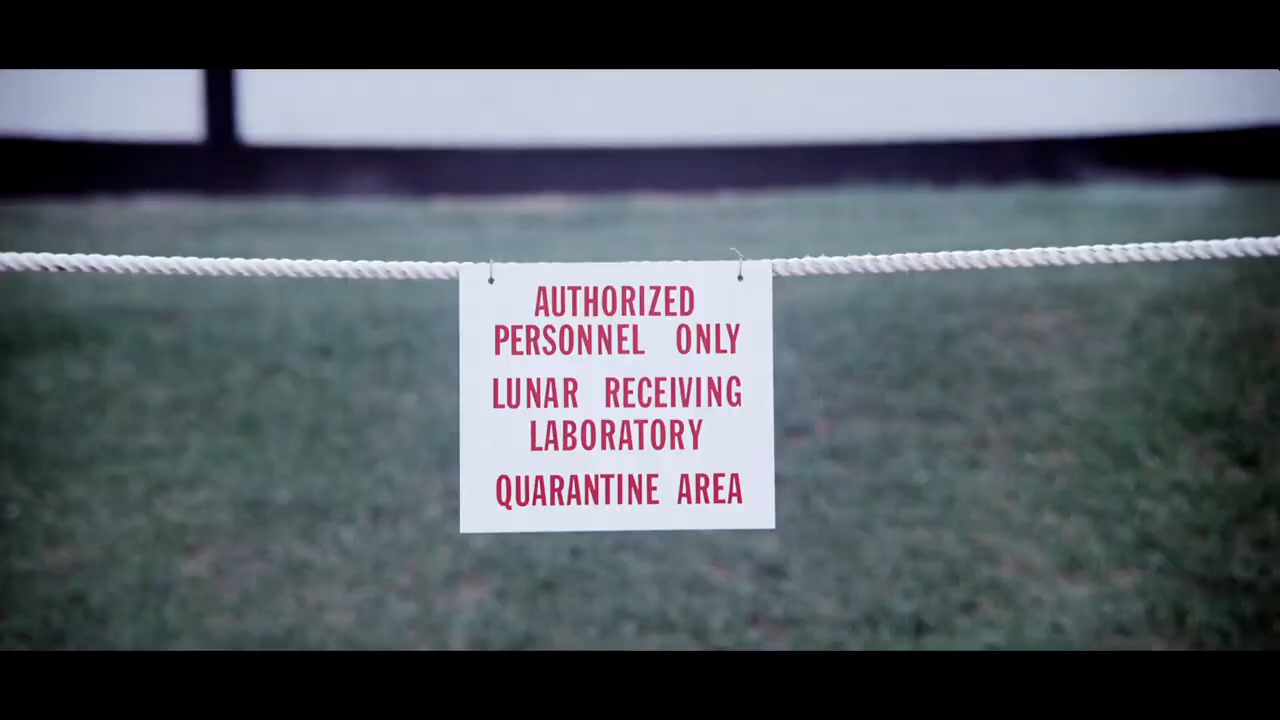 AUTHORIZED
PERSONNEL ONLY
LUNAR RECEIVING
LABORATORY
QUARANTINE AREA